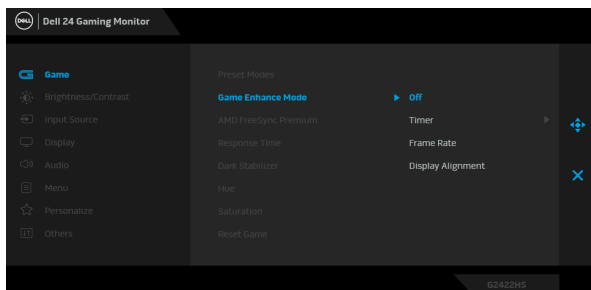 DELL Dell 24 Gaming Monitor
Game
Brightness/Contrast
Input Source
Display
Audio
Menu
Personalize
Others
Preset Modes
Game Enhance Mode
AMD FreeSync Premium
Response Time
Dark Stabilizer
Hue
Saturation
Reset Game
Off
Timer
Frame Rate
Display Alignment
G2422HS